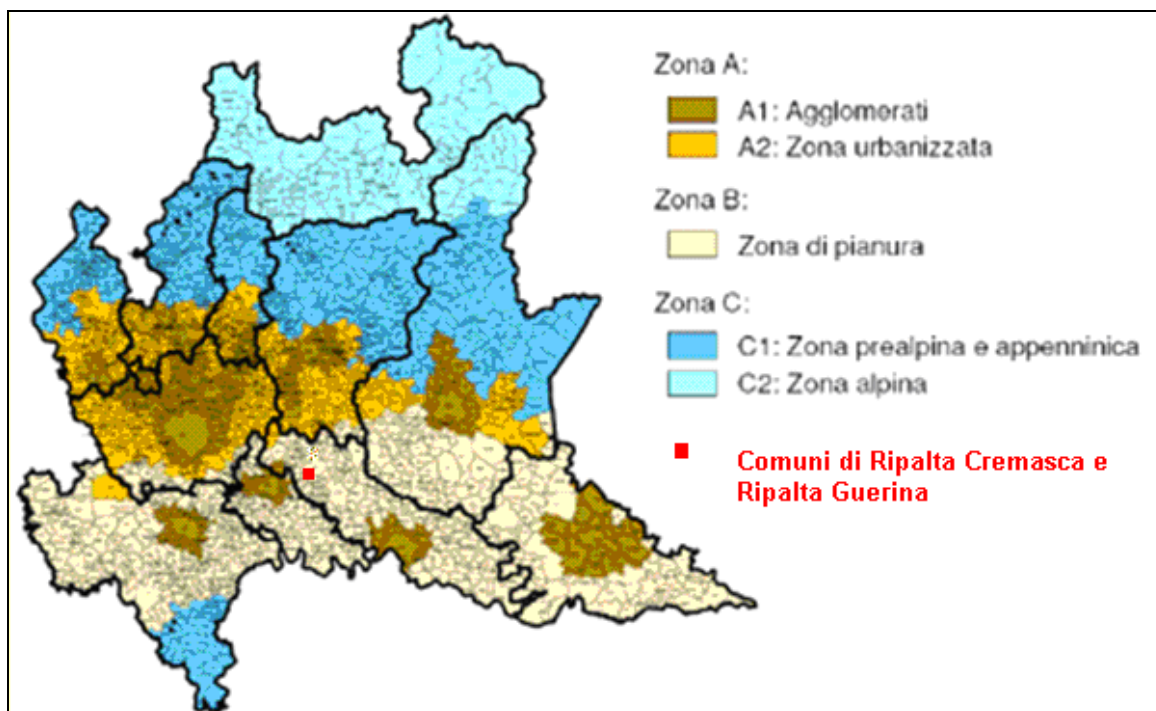 Zona A:
A1: Agglomerati
A2: Zona urbanizzata
Zona B:
Zona di pianura
Zona C:
C1: Zona prealpina e appenninica
C2: Zona alpina
Comuni di Ripalta Cremasca e
Ripalta Guerina